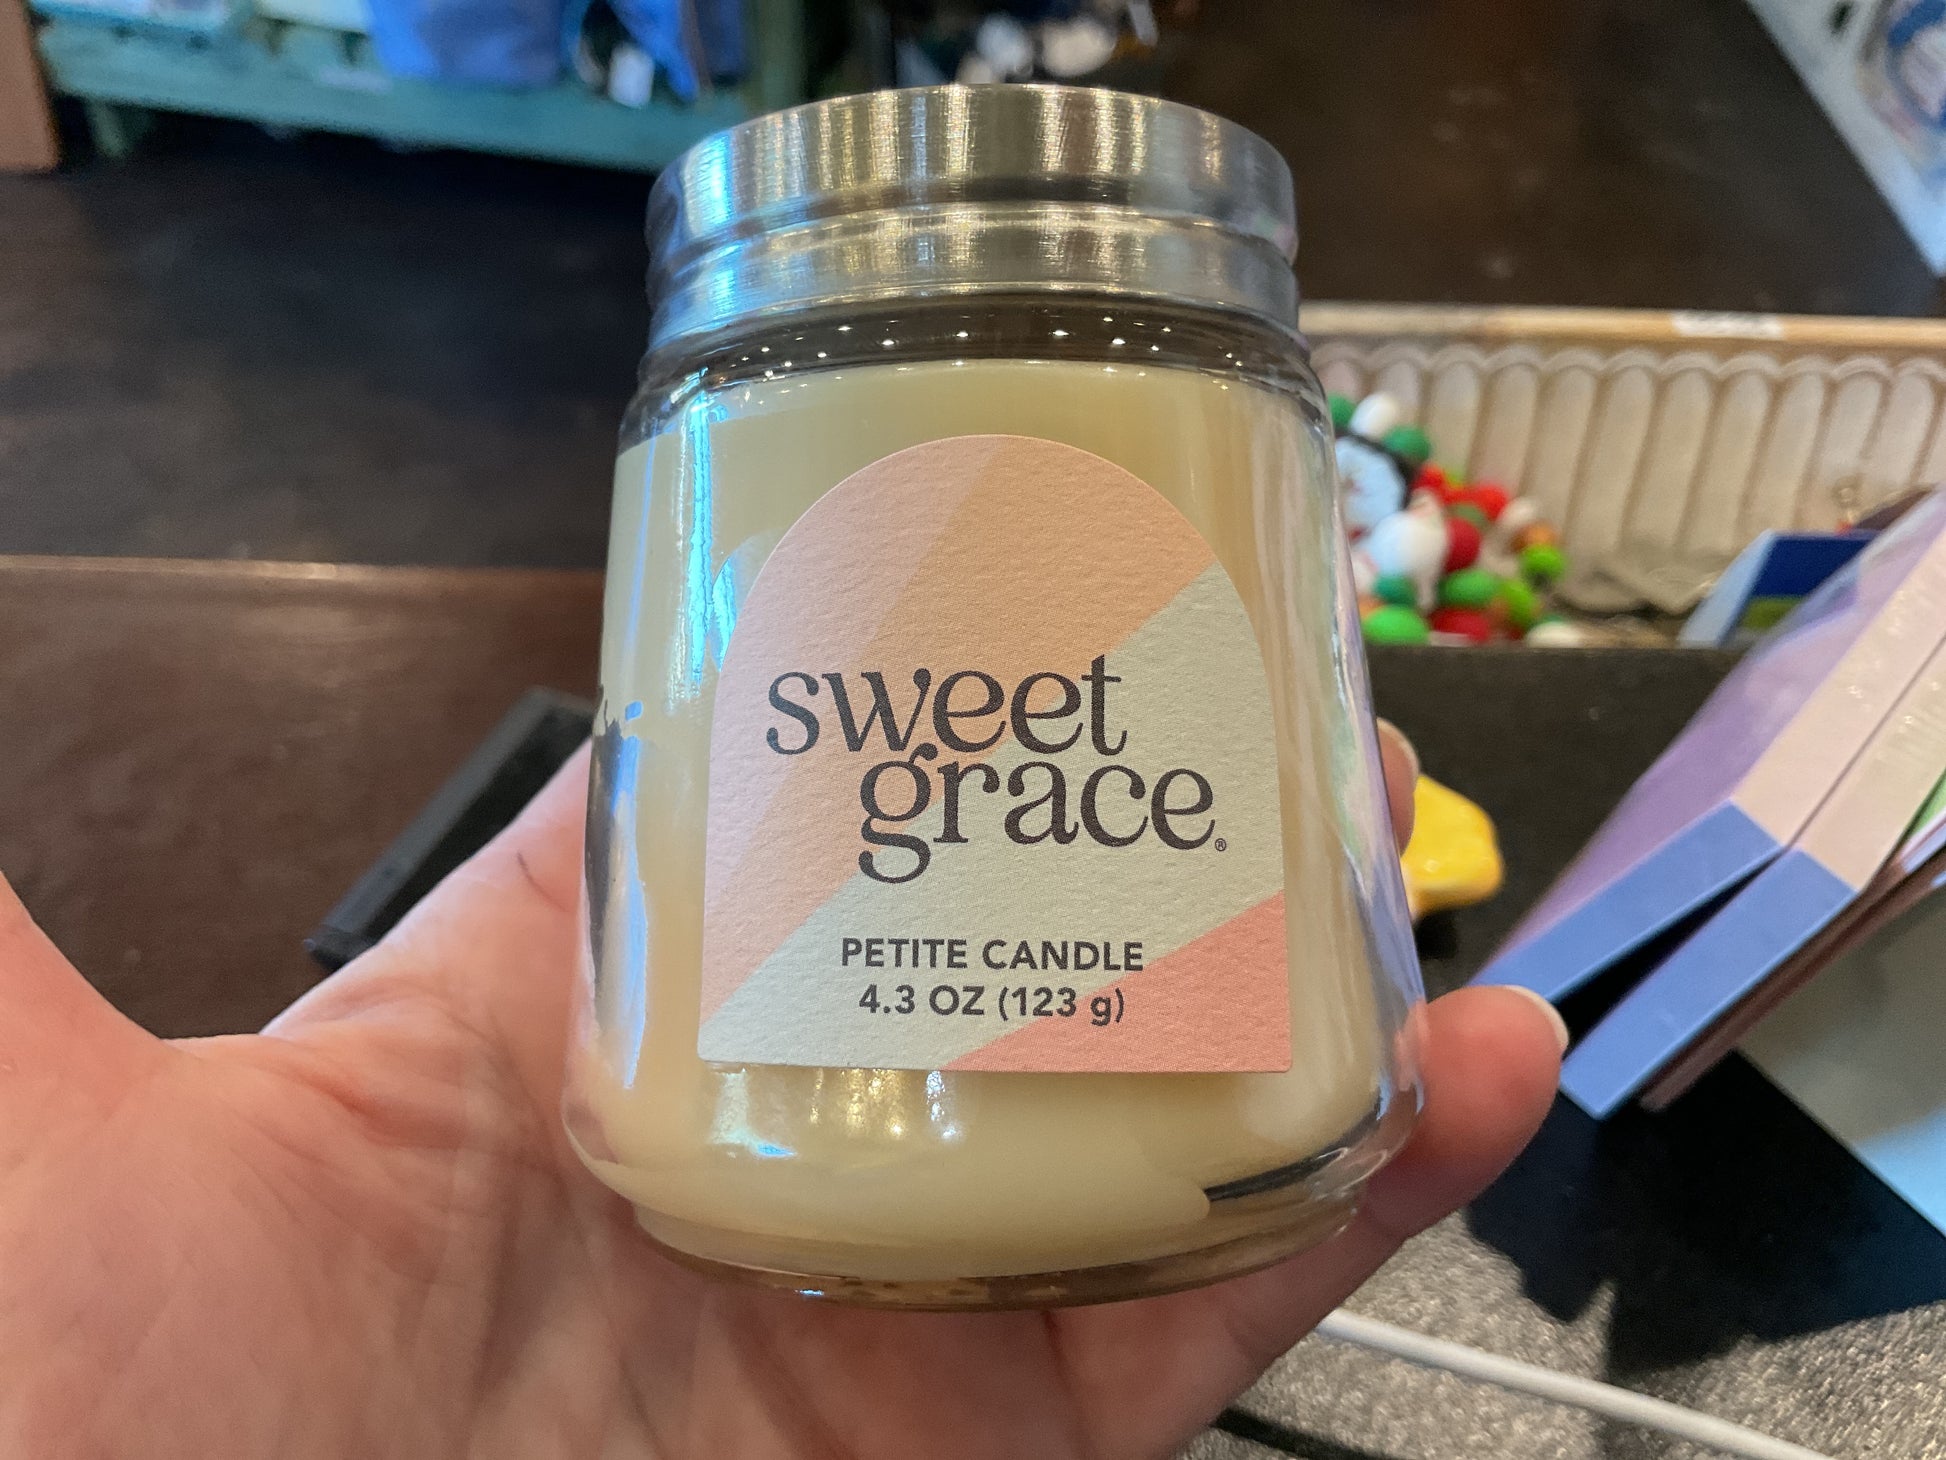 sweet
grace®
PETITE CANDLE
4.3 OZ (123 g)